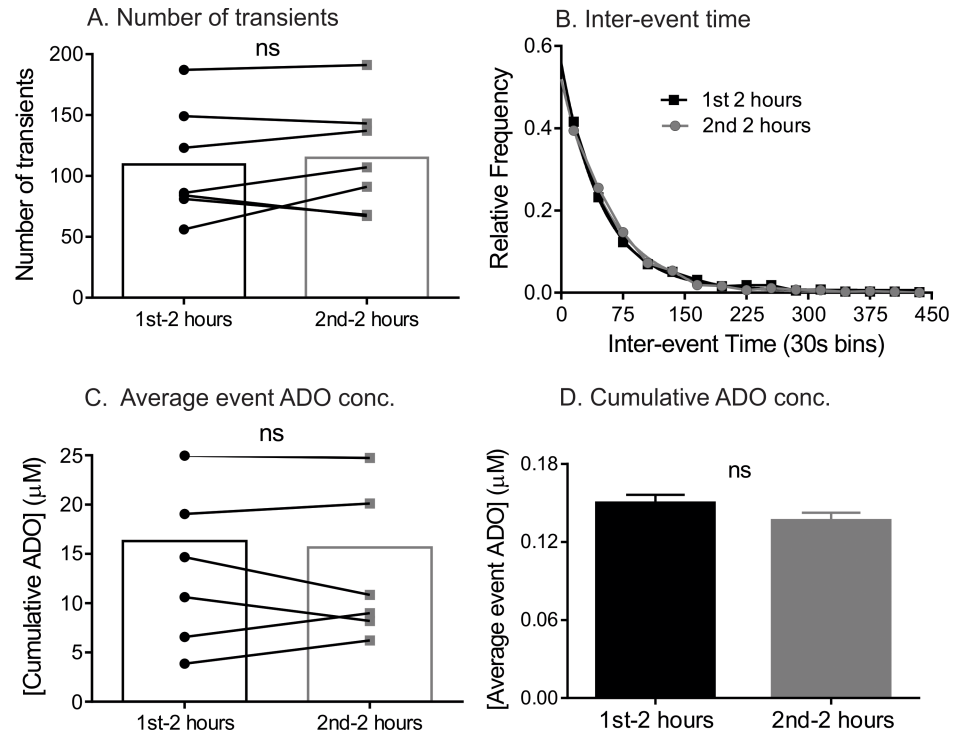 A. Number of transients
ns
Number of transients
200
150
100
50
0
1st-2 hours
2nd-2 hours
B. Inter-event time
Relative Frequency
0.6
0.4
0.2
0.0
1st 2 hours
2nd 2 hours
0
75
150
225
300
375
450
Inter-event Time (30s bins)
C. Average event ADO conc.
ns
[Cumulative ADO] (μM)
25
20
15
10
5
0
1st-2 hours
2nd-2 hours
D. Cumulative ADO conc.
ns
[Average event ADO] (μM)
0.18
0.12
0.06
0.00
1st-2 hours
2nd-2 hours